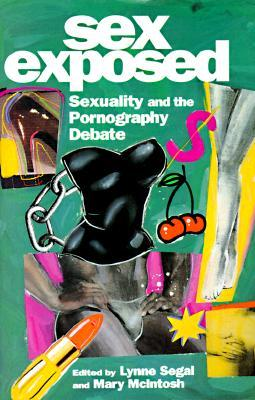 sex
exposed
Sexuality and the
Pornography
Debate
Edited by Lynne Segal
and Mary McIntosh